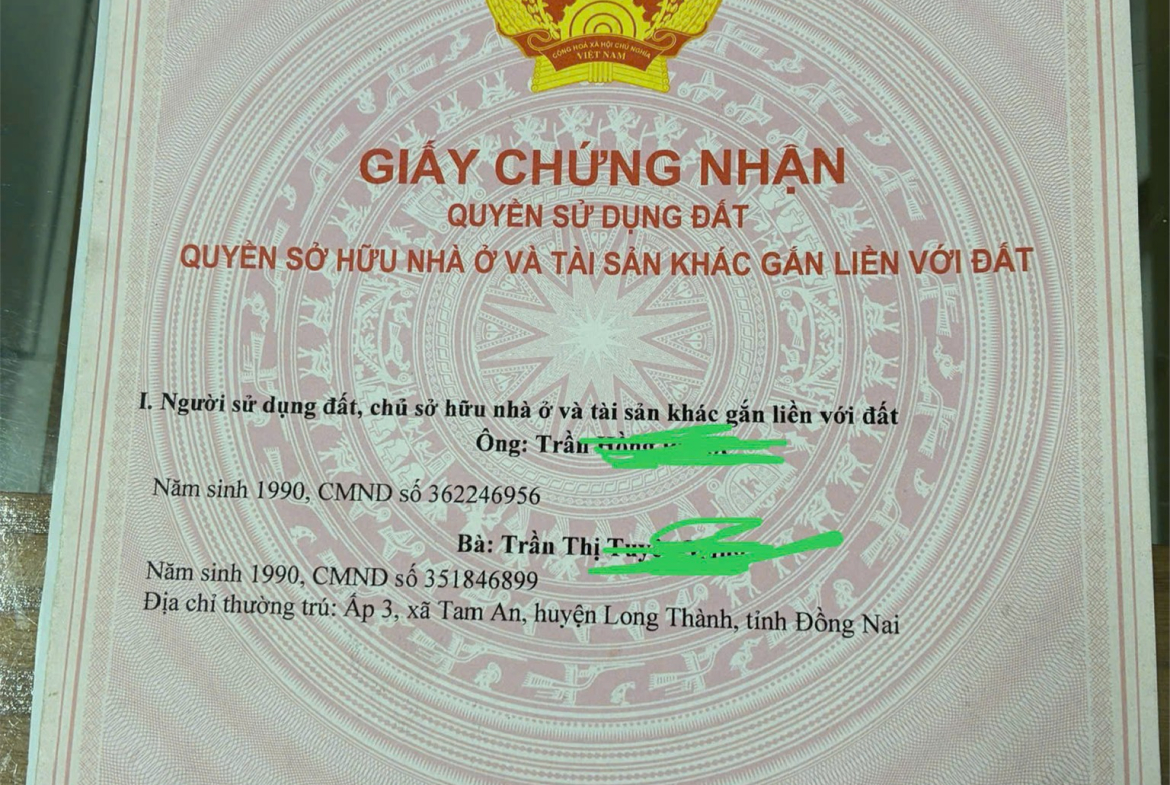 CỘNG HOÀ XÃ HỘI CHỦ NGHĨA
VIỆT NAM
GIẤY CHỨNG NHẬN
QUYỀN SỬ DỤNG ĐẤT
QUYỀN SỞ HỮU NHÀ Ở VÀ TÀI SẢN KHÁC GẮN LIỀN VỚI ĐẤT
I. Người sử dụng đất, chủ sở hữu nhà ở và tài sản khác gắn liền với đất
Ông: Trần
Năm sinh 1990, CMND số 362246956
Bà: Trần Thị
Năm sinh 1990, CMND số 351846899
Địa chỉ thường trú: Ấp 3, xã Tam An, huyện Long Thành, tỉnh Đồng Nai